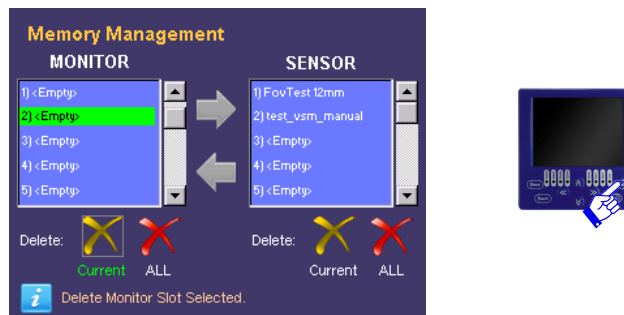 Memory Management
MONITOR
SENSOR
1) <Empty>
2) <Empty>
3) <Empty>
4) <Empty>
5) <Empty>
1) FovTest 12mm
2) test_vsm_manual
3) <Empty>
4) <Empty>
5) <Empty>
Delete:
Current
ALL
Delete:
Current
ALL
i
Delete Monitor Slot Selected.